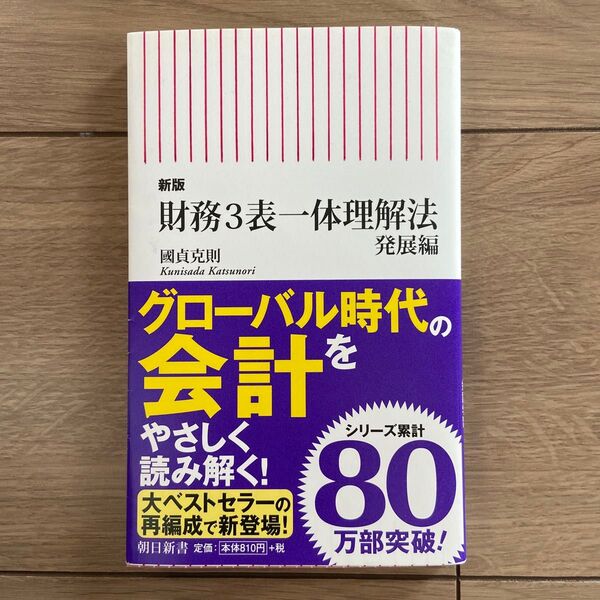 新版
財務3表一体理解法
発展編
國貞克則
Kunisada Katsunori
グローバル時代の
会計を
やさしく
読み解く!
大ベストセラーの
再編成で新登場!
シリーズ累計
80
万部突破!
朝日新書 定価:本体810円+税